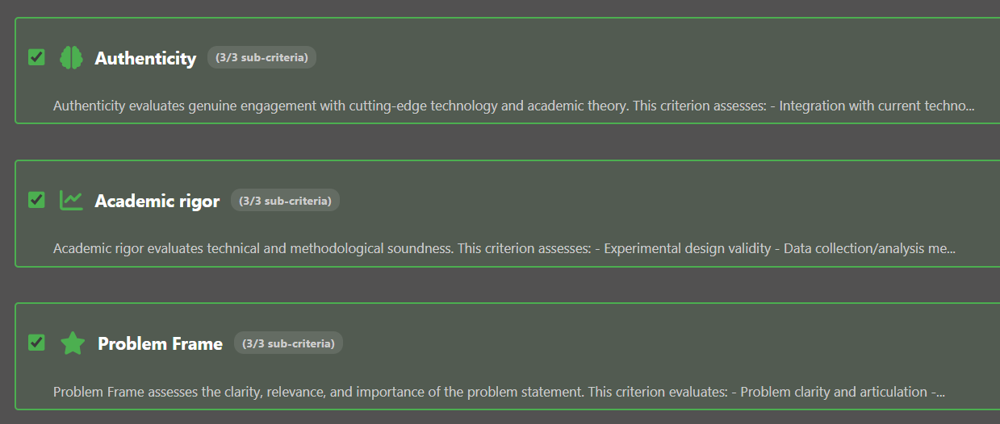 Authenticity (3/3 sub-criteria)
Authenticity evaluates genuine engagement with cutting-edge technology and academic theory. This criterion assesses: - Integration with current techno...
Academic rigor (3/3 sub-criteria)
Academic rigor evaluates technical and methodological soundness. This criterion assesses: - Experimental design validity - Data collection/analysis me...
Problem Frame (3/3 sub-criteria)
Problem Frame assesses the clarity, relevance, and importance of the problem statement. This criterion evaluates: - Problem clarity and articulation -...